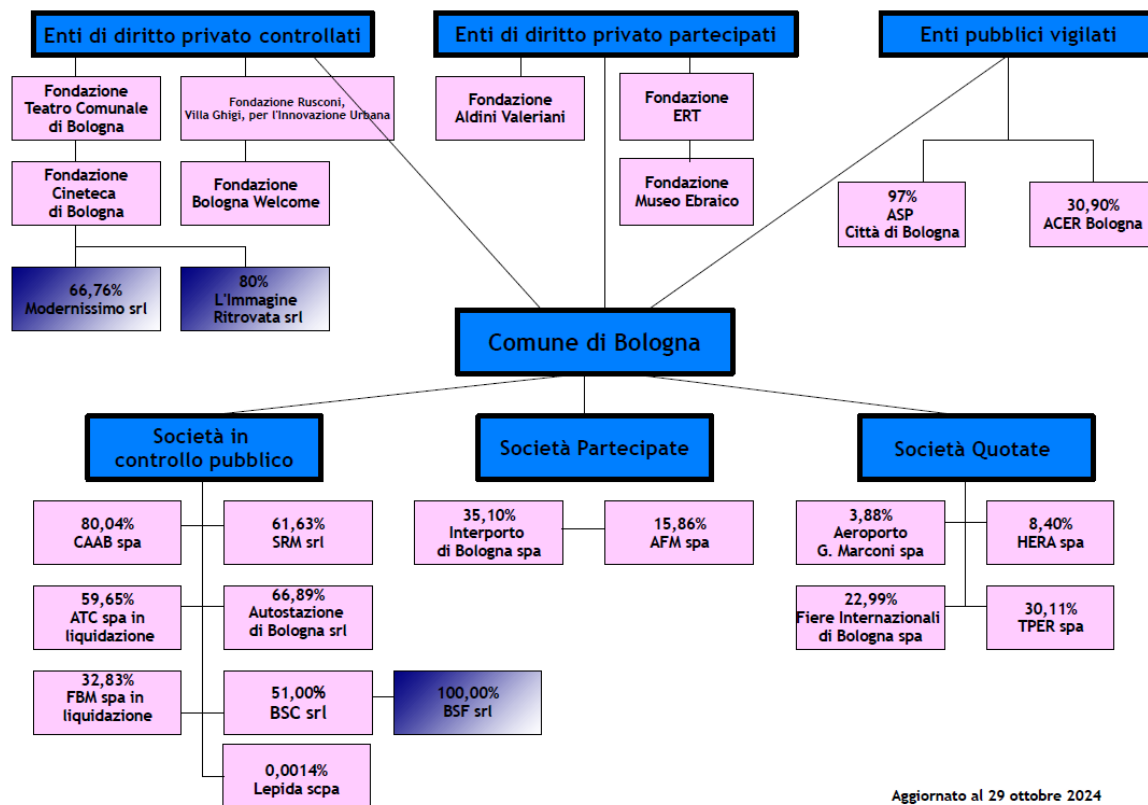 Enti di diritto privato controllati
Enti di diritto privato partecipati
Enti pubblici vigilati
Fondazione
Teatro Comunale
di Bologna
Fondazione Rusconi,
Villa Ghigi, per l'Innovazione Urbana
Fondazione
Aldini Valeriani
Fondazione
ERT
Fondazione
Cineteca
di Bologna
Fondazione
Bologna Welcome
Fondazione
Museo Ebraico
97%
ASP
Città di Bologna
30,90%
ACER Bologna
66,76%
Modernissimo srl
80%
L'Immagine
Ritrovata srl
Comune di Bologna
Società in
controllo pubblico
Società Partecipate
Società Quotate
80,04%
CAAB spa
61,63%
SRM srl
35,10%
Interporto
di Bologna spa
15,86%
AFM spa
3,88%
Aeroporto
G. Marconi spa
8,40%
HERA spa
59,65%
ATC spa in
liquidazione
66,89%
Autostazione
di Bologna srl
22,99%
Fiere Internazionali
di Bologna spa
30,11%
TPER spa
32,83%
FBM spa in
liquidazione
51,00%
BSC srl
100,00%
BSF srl
0,0014%
Lepida scpa
Aggiornato al 29 ottobre 2024